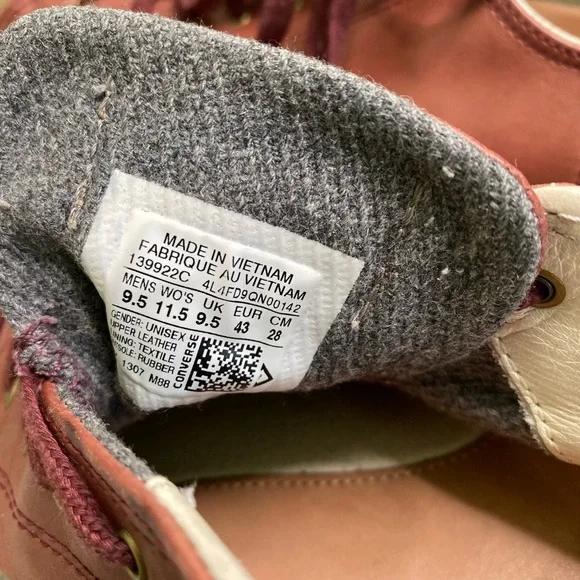 MADE IN VIETNAM
FABRIQUE AU VIETNAM
139922C 4L4FD9QN00142
MENS WO'S UK EUR CM
9.5 11.5 9.5 43 28
GENDER: UNISEX
UPPER LEATHER
LINING: TEXTILE
OUTSOLE: RUBBER
1307 M88
CONVERSE